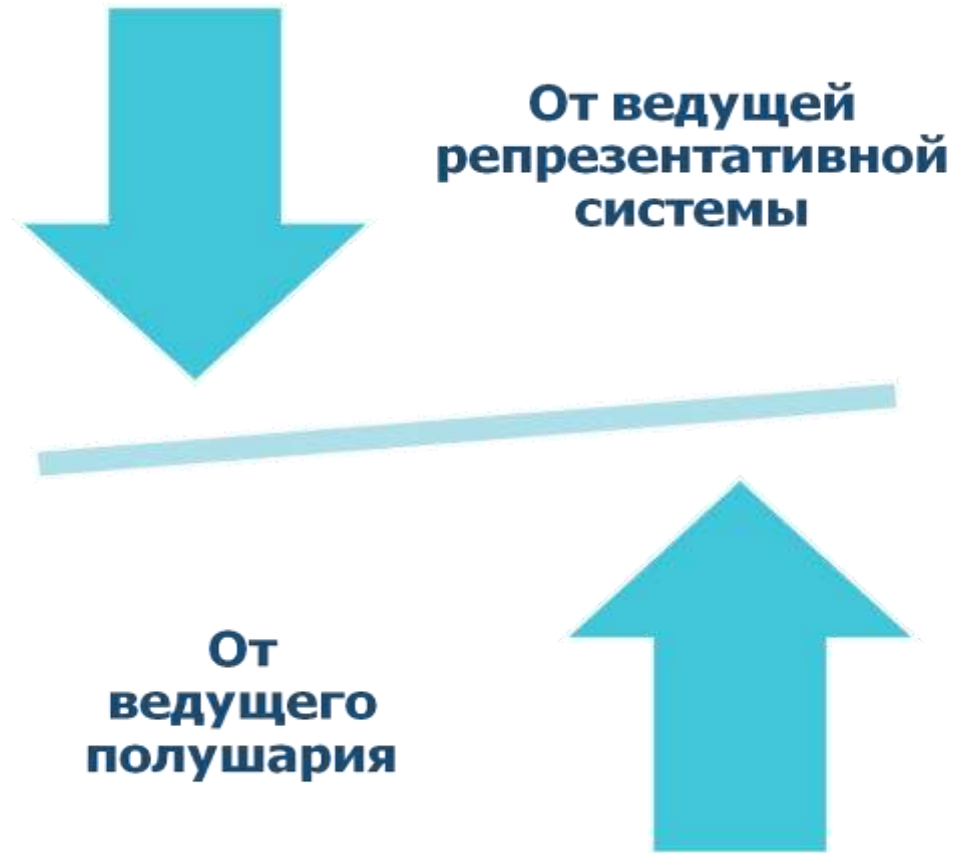 От ведущей
репрезентативной
системы
От
ведущего
полушария